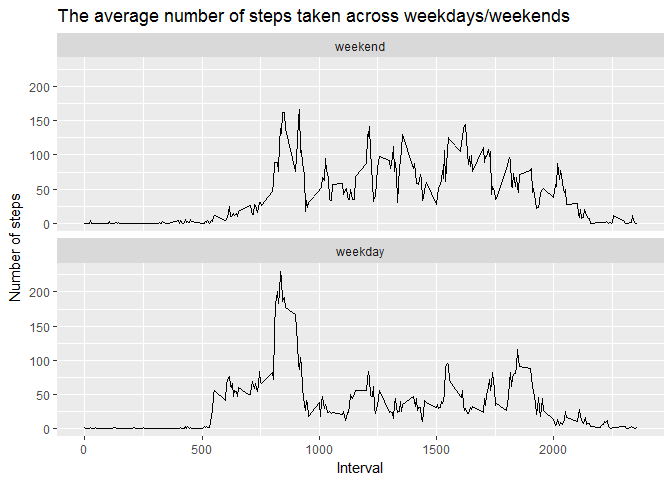 The average number of steps taken across weekdays/weekends
weekend
200
150
100
50
0
Number of steps
weekday
200
150
100
50
0
0 500 1000 1500 2000
Interval